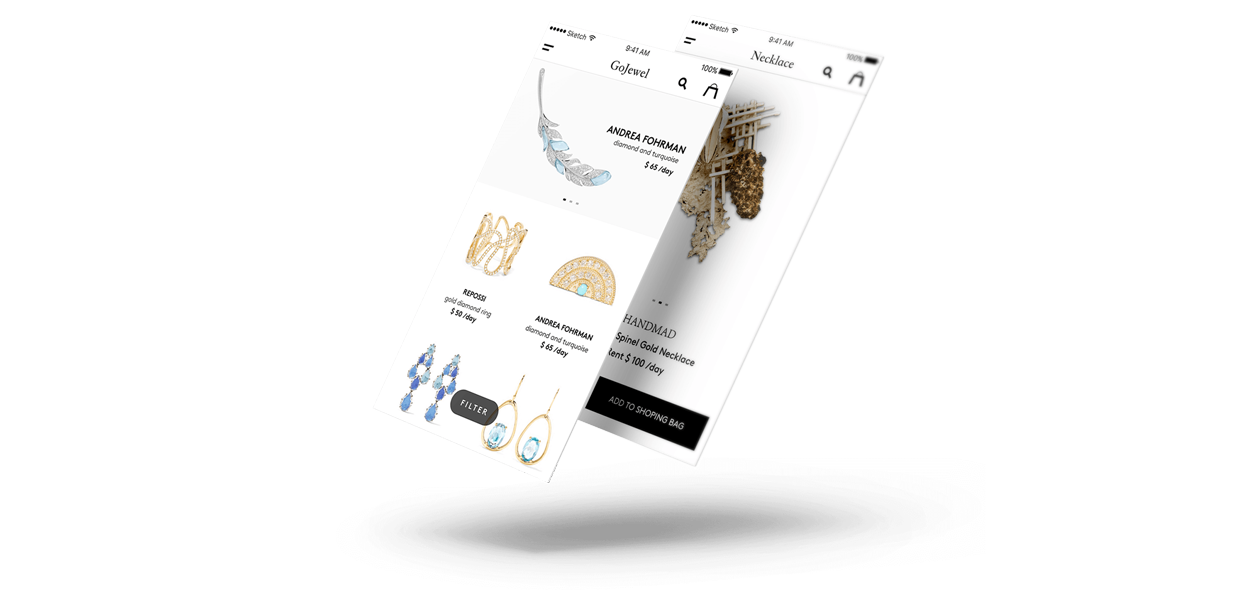 Sketch
9:41 AM
100%
GoJewel
ANDREA FOHRMAN
diamond and turquoise
$ 65 /day
REPOSSI
gold diamond ring
$ 50 /day
ANDREA FOHRMAN
diamond and turquoise
$ 65 /day
FILTER
Sketch
9:41 AM
100%
Necklace
HANDMAD
Spinel Gold Necklace
Rent $ 100 /day
ADD TO SHOPING BAG